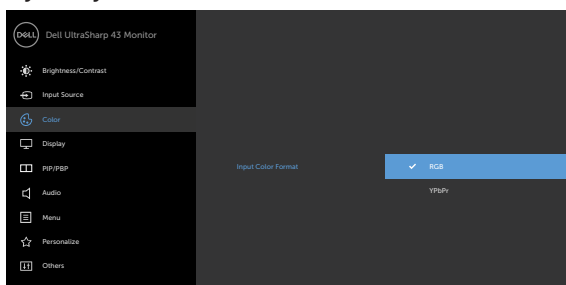 DELL
Dell UltraSharp 43 Monitor
Brightness/Contrast
Input Source
Color
Display
PIP/PBP
Input Color Format
RGB
YPbPr
Audio
Menu
Personalize
Others